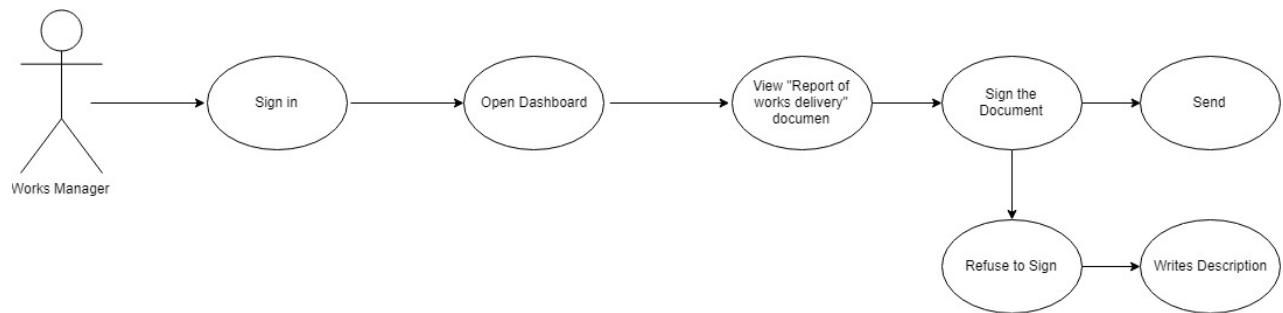 Sign in
Open Dashboard
View "Report of
works delivery"
documen
Sign the
Document
Send
Works Manager
Refuse to Sign
Writes Description